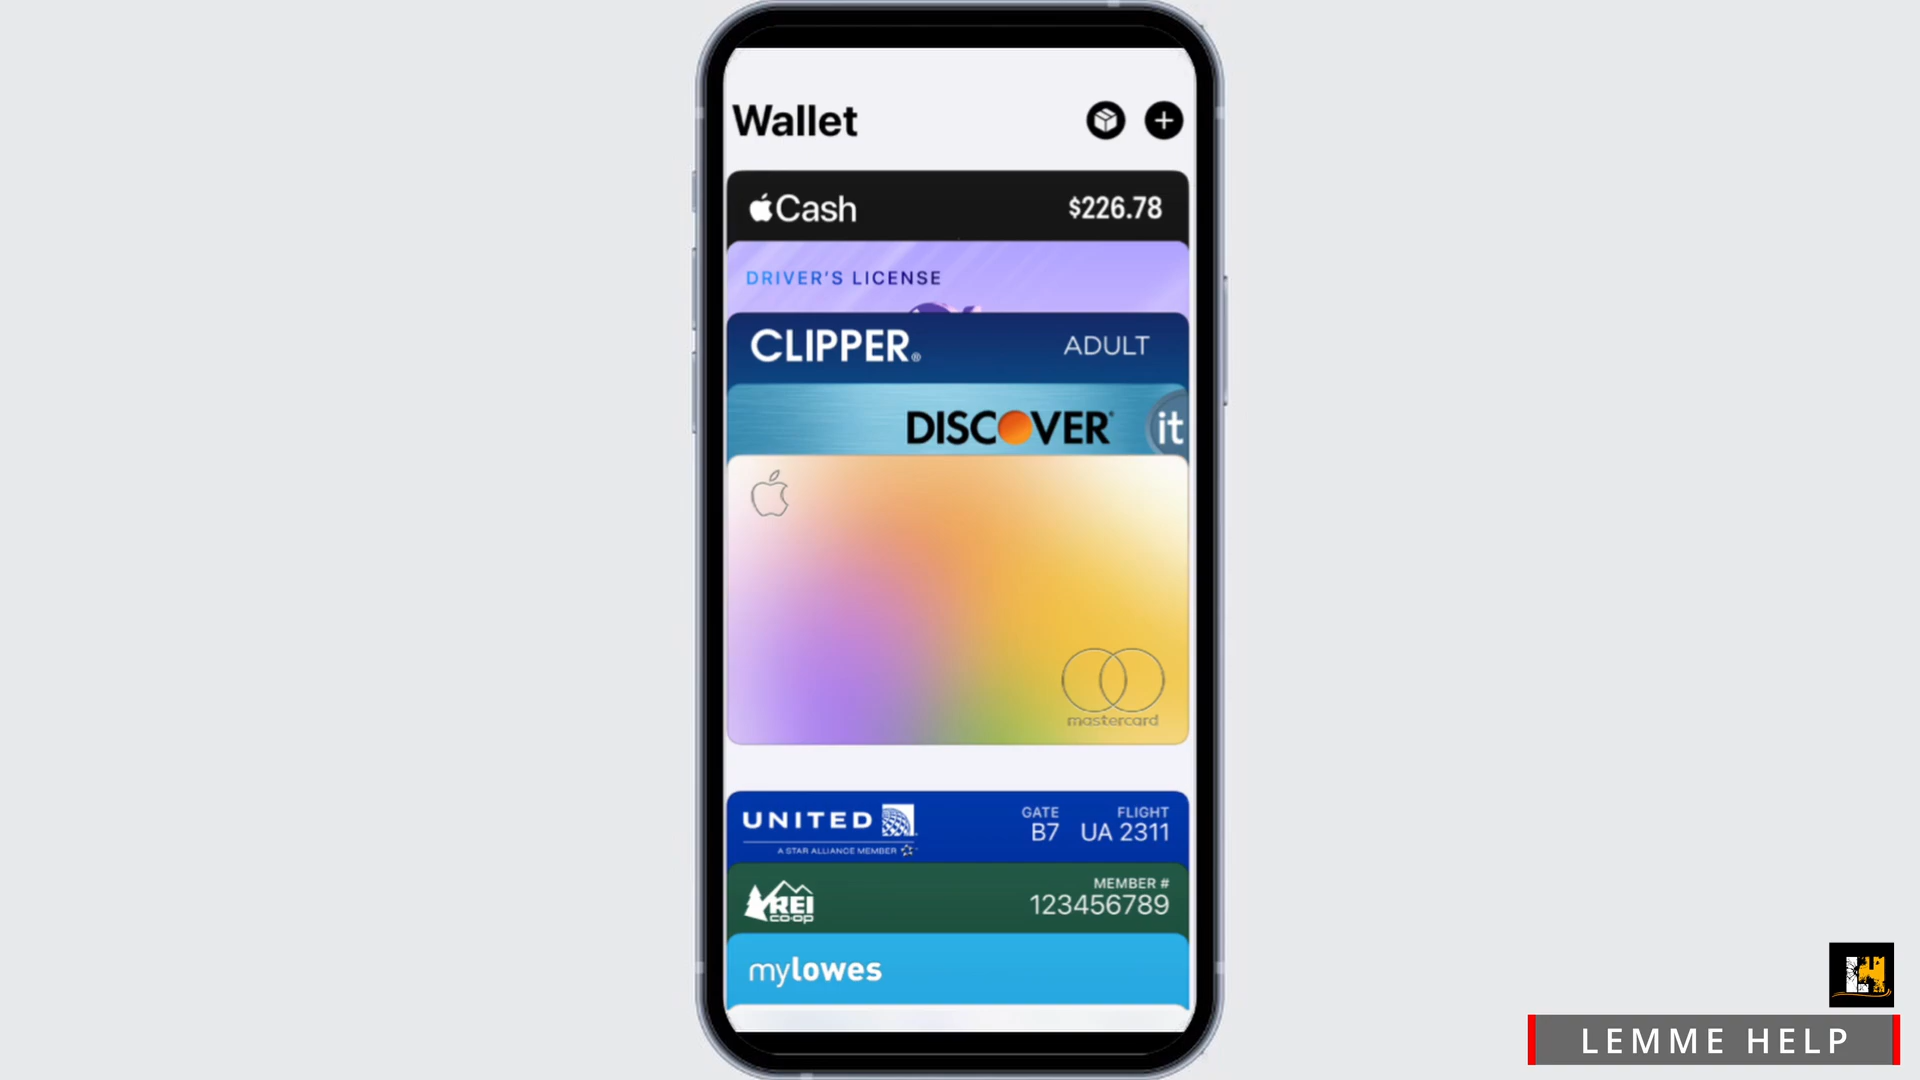 Wallet
Cash $226.78
DRIVER'S LICENSE
CLIPPER® ADULT
DISCOVER® it
mastercard
UNITED GATE FLIGHT
B7 UA 2311
A STAR ALLIANCE MEMBER
REI MEMBER #
co-op 123456789
mylowes
LEMME HELP